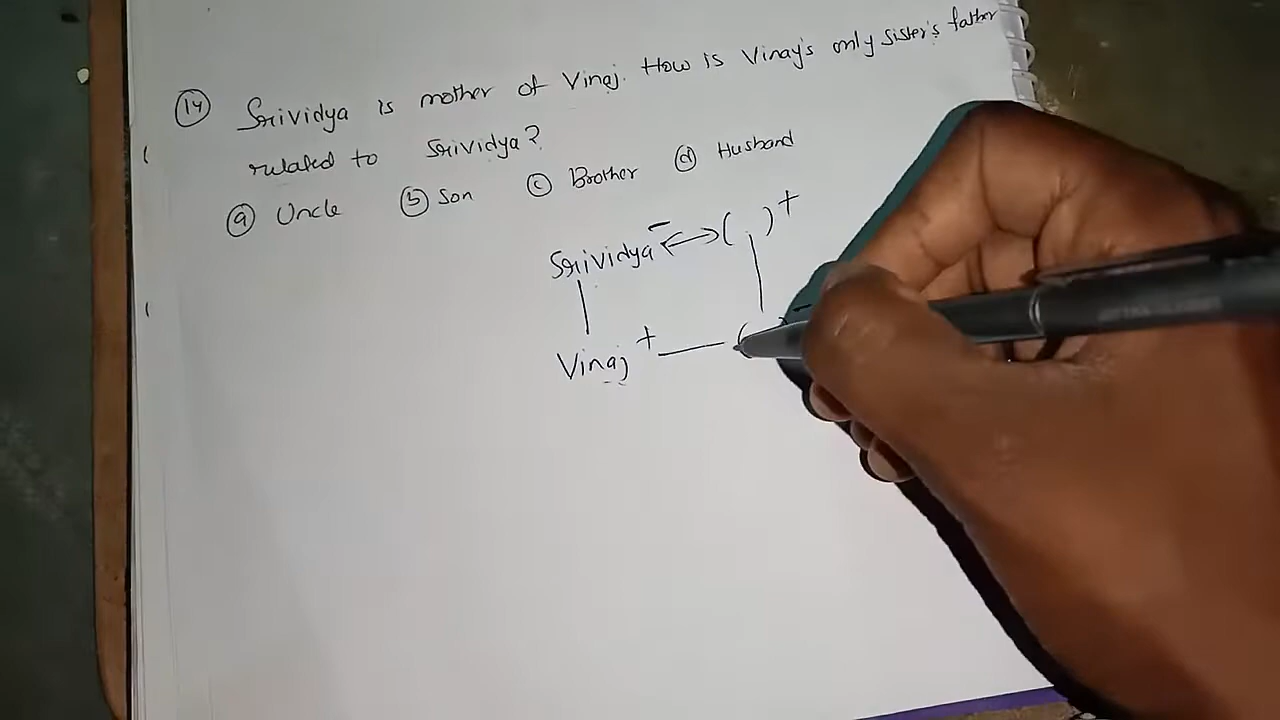 14 Srividya is mother of Vinaj. How is Vinay's only sister's father
related to Srividya?
a Uncle b Son c Brother d Husband
Srividya - ↔ ( . ) +
Vinaj + — (